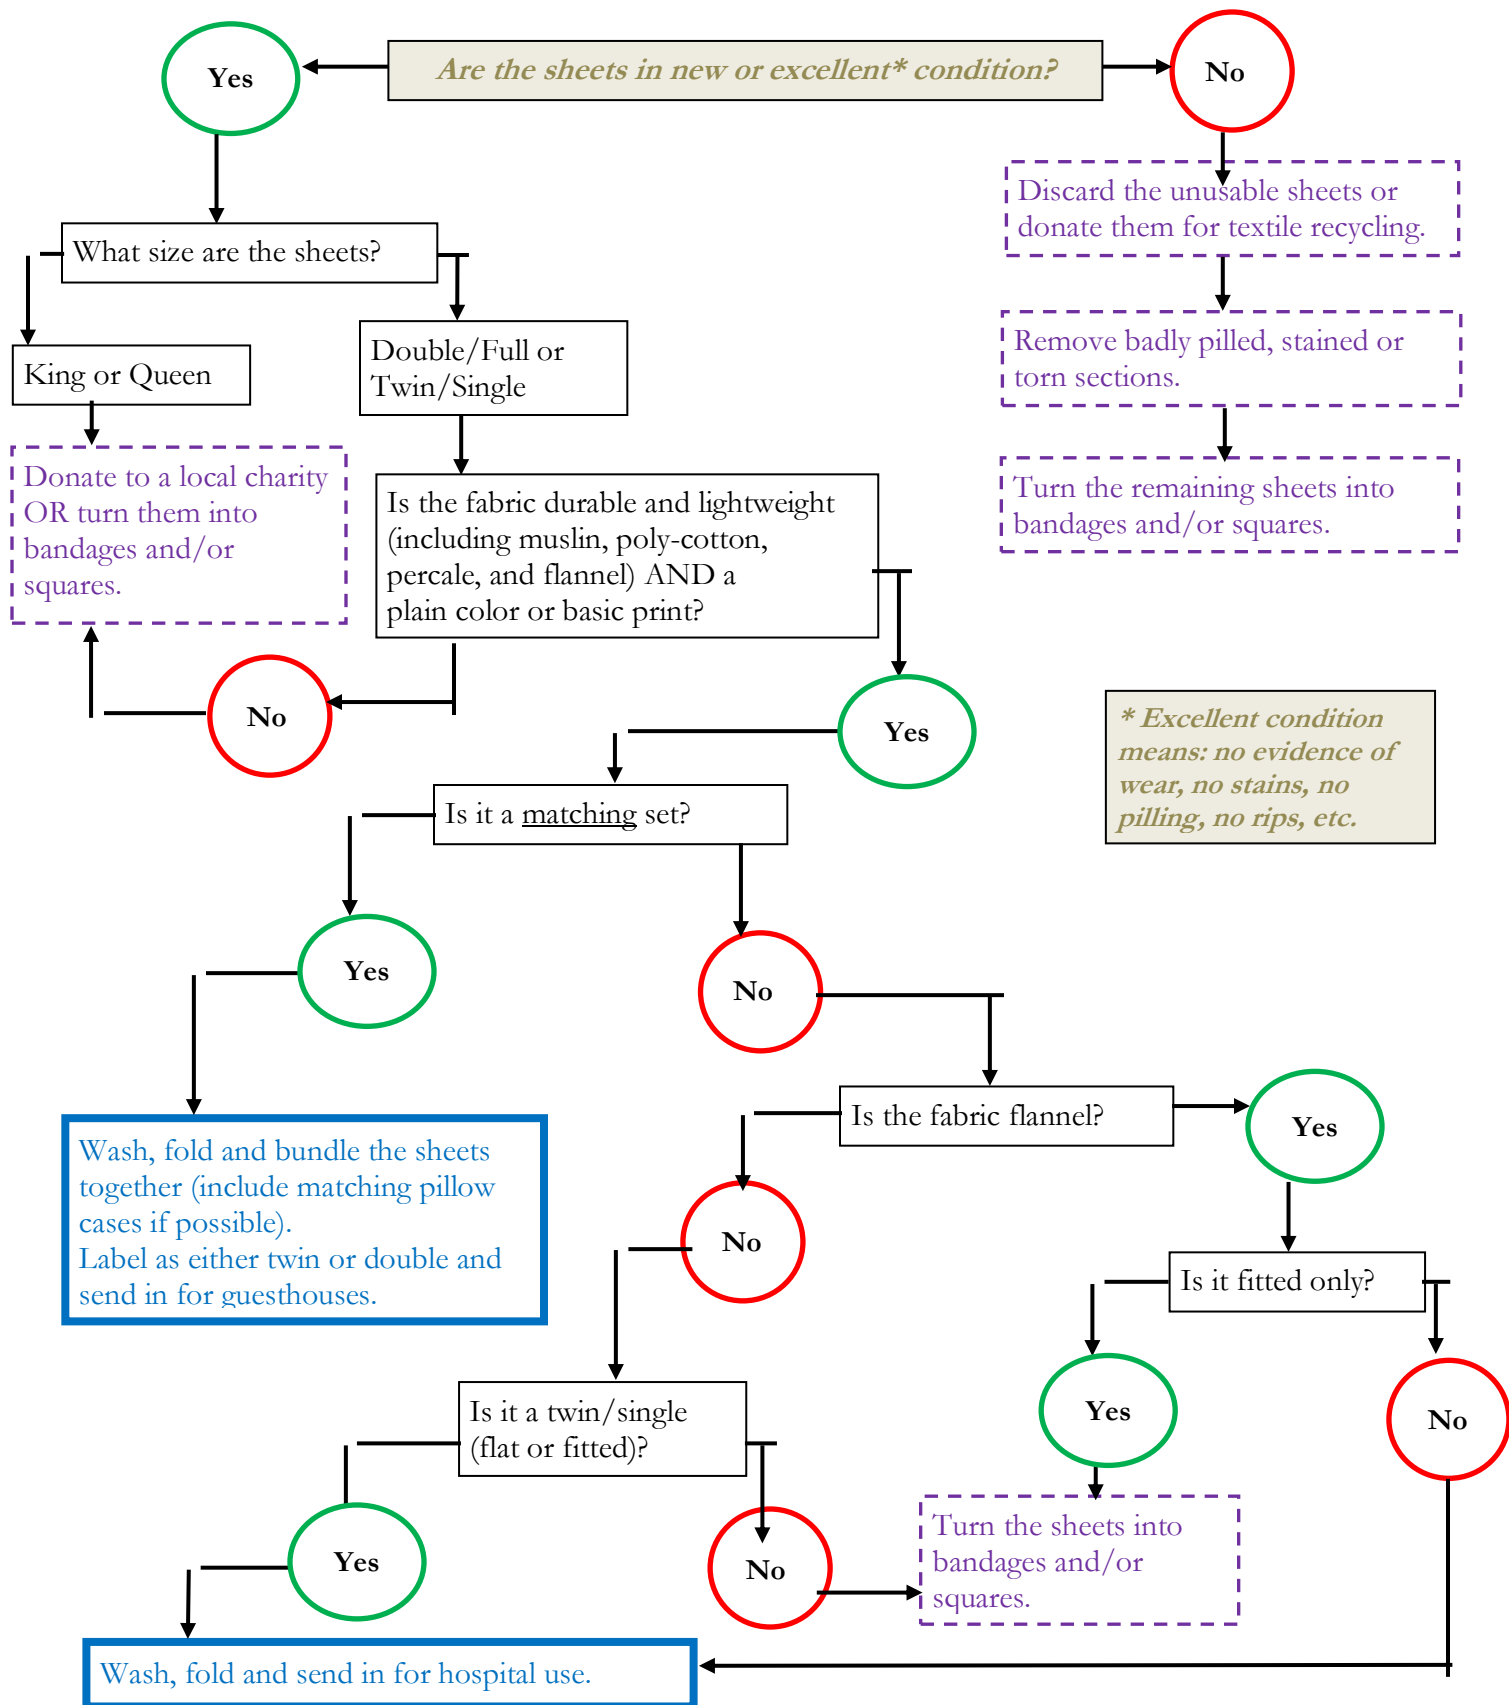 Are the sheets in new or excellent* condition?
Yes
No
Discard the unusable sheets or
donate them for textile recycling.
What size are the sheets?
Remove badly pilled, stained or
torn sections.
King or Queen
Double/Full or
Twin/Single
Donate to a local charity
OR turn them into
bandages and/or
squares.
Is the fabric durable and lightweight
(including muslin, poly-cotton,
percale, and flannel) AND a
plain color or basic print?
Turn the remaining sheets into
bandages and/or squares.
No
Yes
* Excellent condition
means: no evidence of
wear, no stains, no
pilling, no rips, etc.
Is it a matching set?
Yes
No
Wash, fold and bundle the sheets
together (include matching pillow
cases if possible).
Label as either twin or double and
send in for guesthouses.
Is the fabric flannel?
Yes
No
Is it fitted only?
Yes
No
Is it a twin/single
(flat or fitted)?
Yes
No
Turn the sheets into
bandages and/or
squares.
Wash, fold and send in for hospital use.